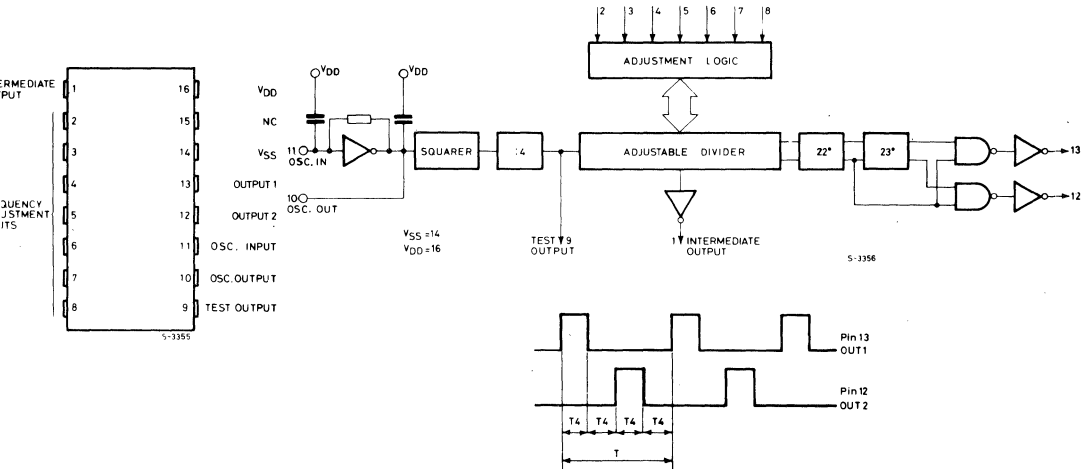 ERMEDIATE
TPUT
1
2
3
4
5
6
7
8
16
15
14
13
12
11
10
9
QUENCY
JUSTMENT
ITS
VDD
NC
VSS
OUTPUT 1
OUTPUT 2
OSC. INPUT
OSC. OUTPUT
TEST OUTPUT
S-3355
VDD
VDD
11
OSC. IN
10
OSC. OUT
SQUARER
:4
VSS =14
VDD =16
2 3 4 5 6 7 8
ADJUSTMENT LOGIC
ADJUSTABLE DIVIDER
22°
23°
13
12
TEST 9
OUTPUT
1 INTERMEDIATE
OUTPUT
S-3356
Pin 13
OUT1
Pin 12
OUT 2
T4 T4 T4 T4
T